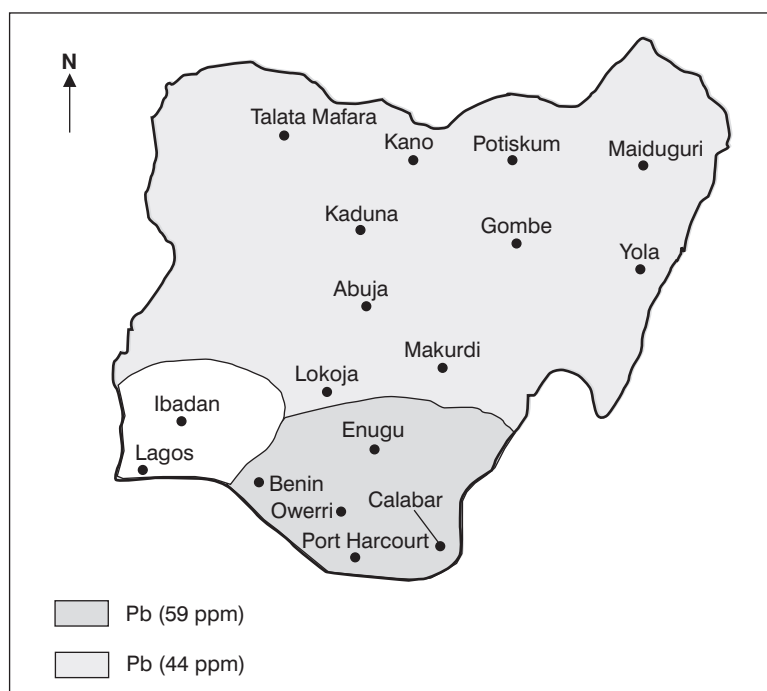 N
Talata Mafara
Kano
Potiskum
Maiduguri
Kaduna
Gombe
Yola
Abuja
Makurdi
Lokoja
Ibadan
Enugu
Lagos
Benin
Calabar
Owerri
Port Harcourt
Pb (59 ppm)
Pb (44 ppm)